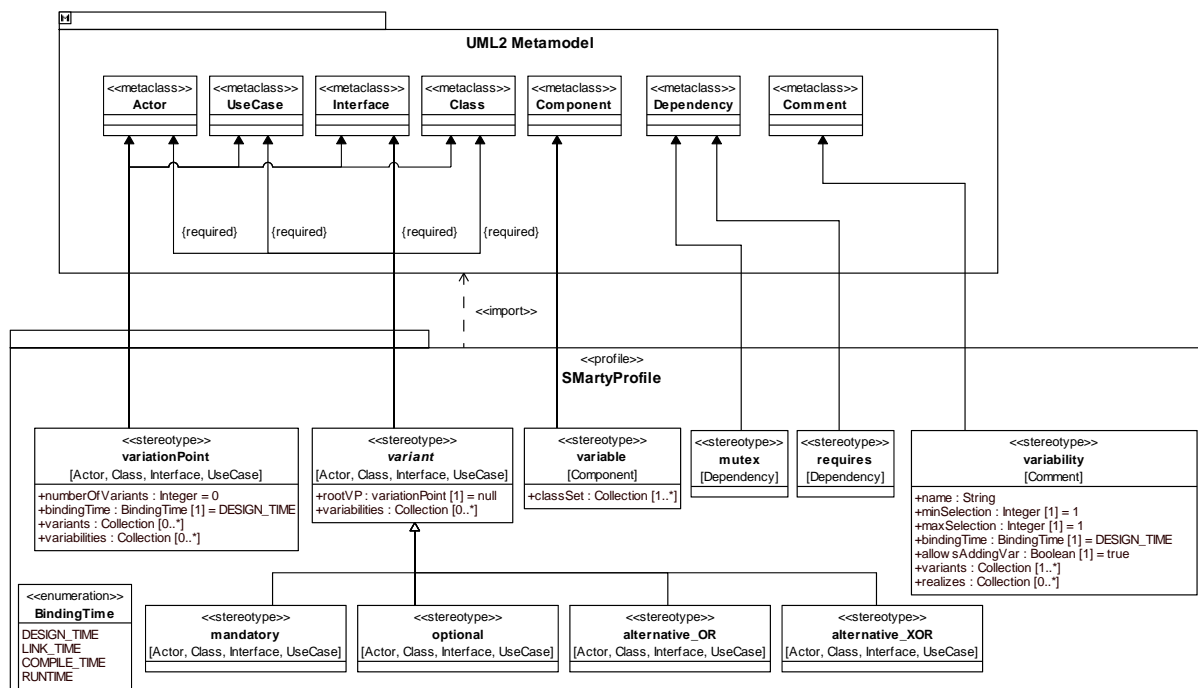 M
UML2 Metamodel
<<metaclass>>
Actor
<<metaclass>>
UseCase
<<metaclass>>
Interface
<<metaclass>>
Class
<<metaclass>>
Component
<<metaclass>>
Dependency
<<metaclass>>
Comment
{required}
{required}
{required}
{required}
<<import>>
<<profile>>
SMartyProfile
<<stereotype>>
variationPoint
[Actor, Class, Interface, UseCase]
+numberOfVariants : Integer = 0
+bindingTime : BindingTime [1] = DESIGN_TIME
+variants : Collection [0..*]
+variabilities : Collection [0..*]
<<stereotype>>
variant
[Actor, Class, Interface, UseCase]
+rootVP : variationPoint [1] = null
+variabilities : Collection [0..*]
<<stereotype>>
variable
[Component]
+classSet : Collection [1..*]
<<stereotype>>
mutex
[Dependency]
<<stereotype>>
requires
[Dependency]
<<stereotype>>
variability
[Comment]
+name : String
+minSelection : Integer [1] = 1
+maxSelection : Integer [1] = 1
+bindingTime : BindingTime [1] = DESIGN_TIME
+allowsAddingVar : Boolean [1] = true
+variants : Collection [1..*]
+realizes : Collection [0..*]
<<enumeration>>
BindingTime
DESIGN_TIME
LINK_TIME
COMPILE_TIME
RUNTIME
<<stereotype>>
mandatory
[Actor, Class, Interface, UseCase]
<<stereotype>>
optional
[Actor, Class, Interface, UseCase]
<<stereotype>>
alternative_OR
[Actor, Class, Interface, UseCase]
<<stereotype>>
alternative_XOR
[Actor, Class, Interface, UseCase]